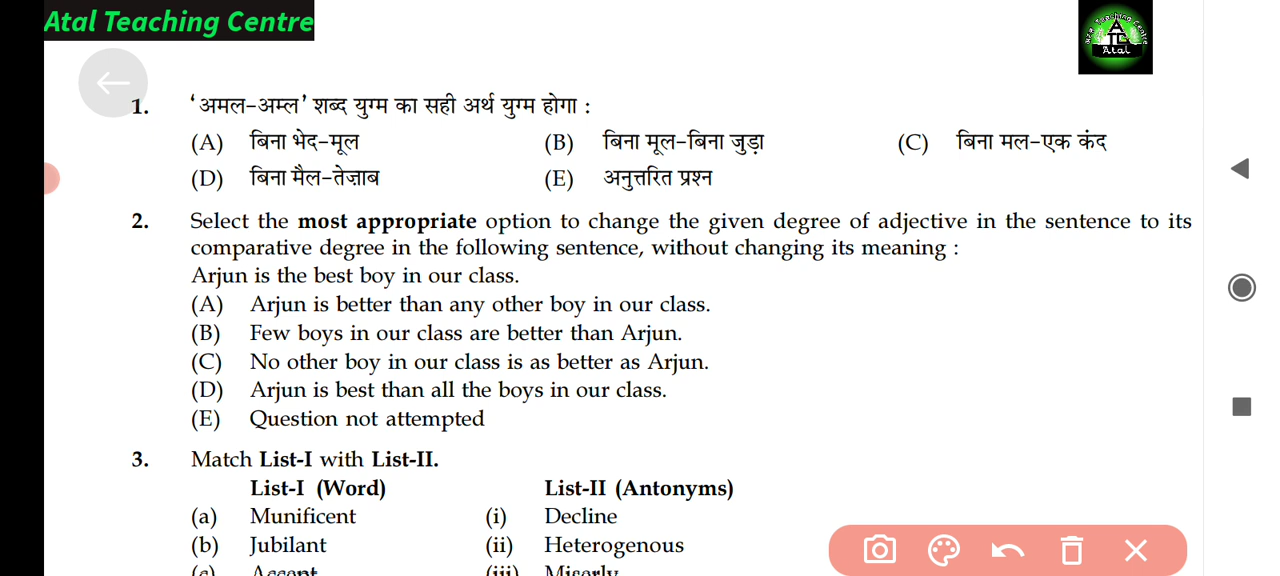 Atal Teaching Centre
Atal
1. ‘अमल-अम्ल’ शब्द युग्म का सही अर्थ युग्म होगा :
(A) बिना भेद-मूल (B) बिना मूल-बिना जुड़ा (C) बिना मल-एक कंद
(D) बिना मैल-तेज़ाब (E) अनुत्तरित प्रश्न
2. Select the most appropriate option to change the given degree of adjective in the sentence to its
comparative degree in the following sentence, without changing its meaning :
Arjun is the best boy in our class.
(A) Arjun is better than any other boy in our class.
(B) Few boys in our class are better than Arjun.
(C) No other boy in our class is as better as Arjun.
(D) Arjun is best than all the boys in our class.
(E) Question not attempted
3. Match List-I with List-II.
List-I (Word) List-II (Antonyms)
(a) Munificent (i) Decline
(b) Jubilant (ii) Heterogenous
(c) Accept (iii) Miserly